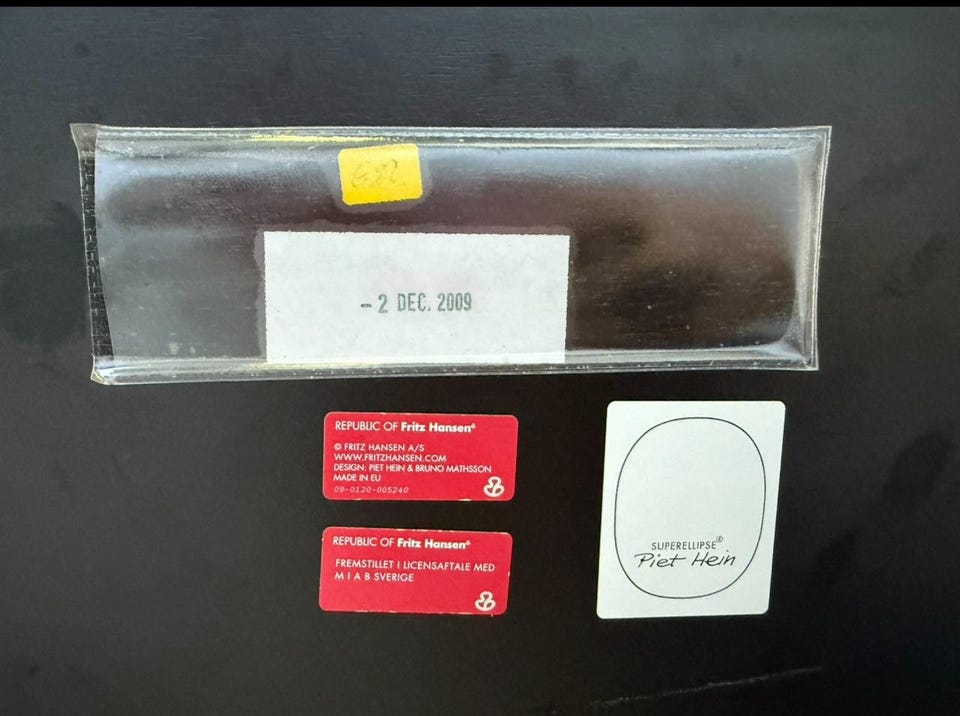 - 2 DEC. 2009
REPUBLIC OF Fritz Hansen®
© FRITZ HANSEN A/S
WWW.FRITZHANSEN.COM
DESIGN: PIET HEIN & BRUNO MATHSSON
MADE IN EU
09-0120-005240
REPUBLIC OF Fritz Hansen®
FREMSTILLET I LICENSAFTALE MED
M I A B SVERIGE
SUPERELLIPSE®
Piet Hein